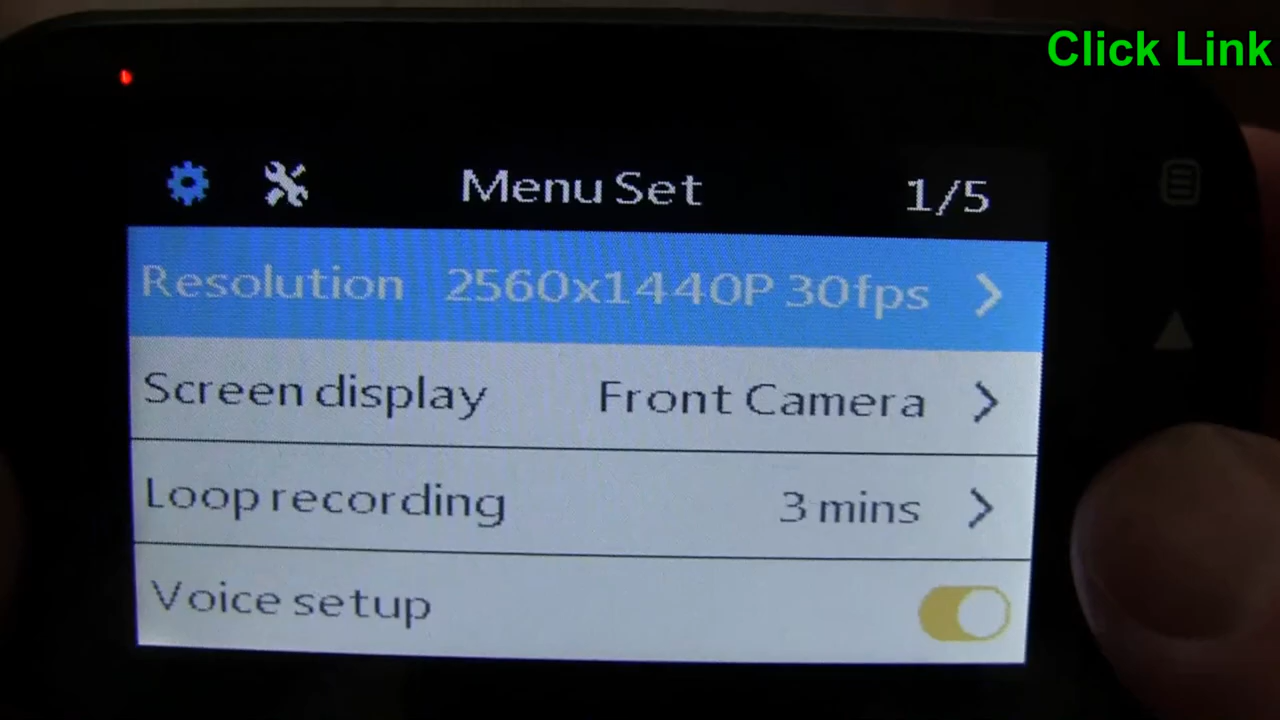 Click Link
Menu Set 1/5
Resolution 2560x1440P 30fps
Screen display Front Camera
Loop recording 3 mins
Voice setup